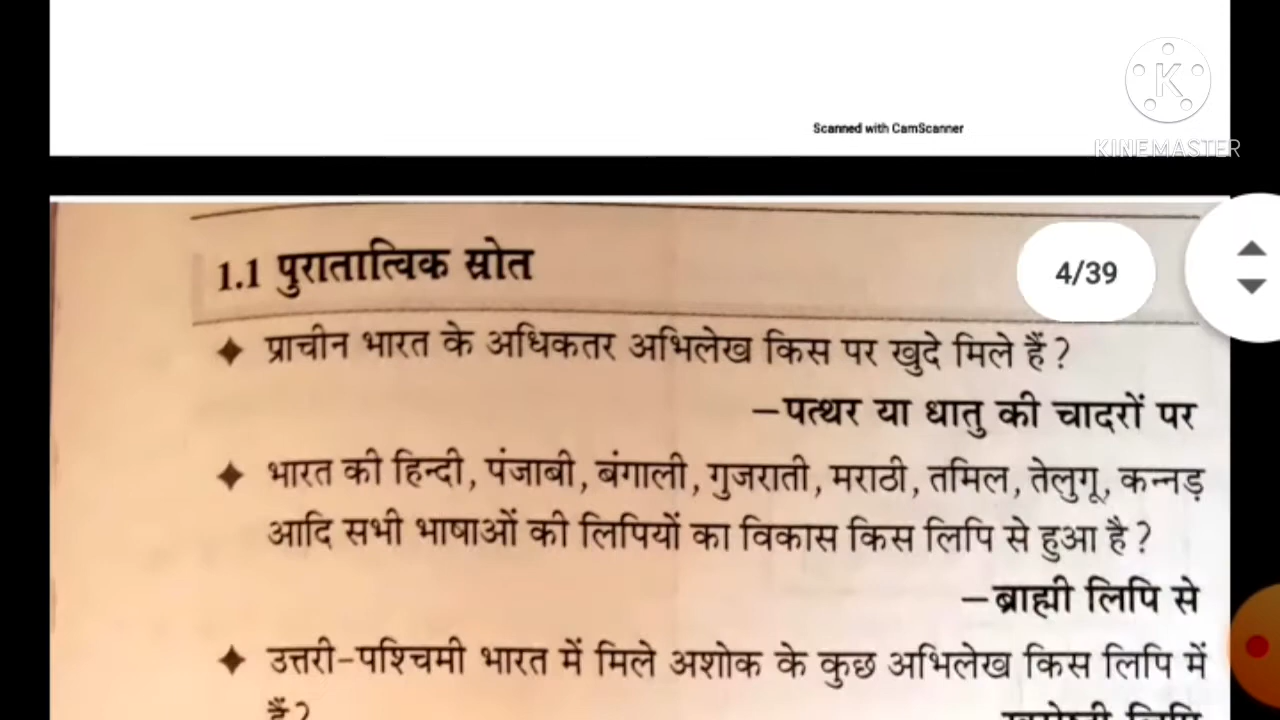 Scanned with CamScanner
KINEMASTER
1.1 पुरातात्विक स्रोत
4/39
✦ प्राचीन भारत के अधिकतर अभिलेख किस पर खुदे मिले हैं?
–पत्थर या धातु की चादरों पर
✦ भारत की हिन्दी, पंजाबी, बंगाली, गुजराती, मराठी, तमिल, तेलुगू, कन्नड़
आदि सभी भाषाओं की लिपियों का विकास किस लिपि से हुआ है?
–ब्राह्मी लिपि से
✦ उत्तरी-पश्चिमी भारत में मिले अशोक के कुछ अभिलेख किस लिपि में
हैं?